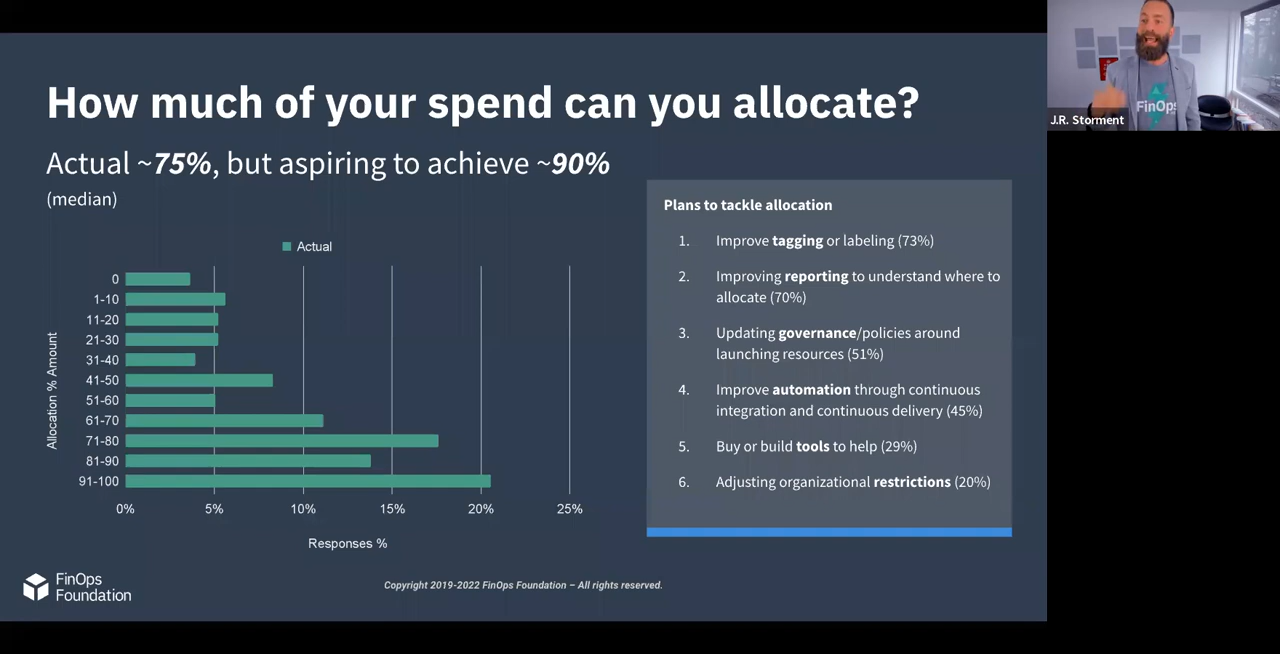 How much of your spend can you allocate?
Actual ~75%, but aspiring to achieve ~90%
(median)
Actual
Allocation % Amount
0
1-10
11-20
21-30
31-40
41-50
51-60
61-70
71-80
81-90
91-100
0% 5% 10% 15% 20% 25%
Responses %
Plans to tackle allocation
1. Improve tagging or labeling (73%)
2. Improving reporting to understand where to
allocate (70%)
3. Updating governance/policies around
launching resources (51%)
4. Improve automation through continuous
integration and continuous delivery (45%)
5. Buy or build tools to help (29%)
6. Adjusting organizational restrictions (20%)
FinOps
Foundation
Copyright 2019-2022 FinOps Foundation – All rights reserved.
FinOps
J.R. Storment